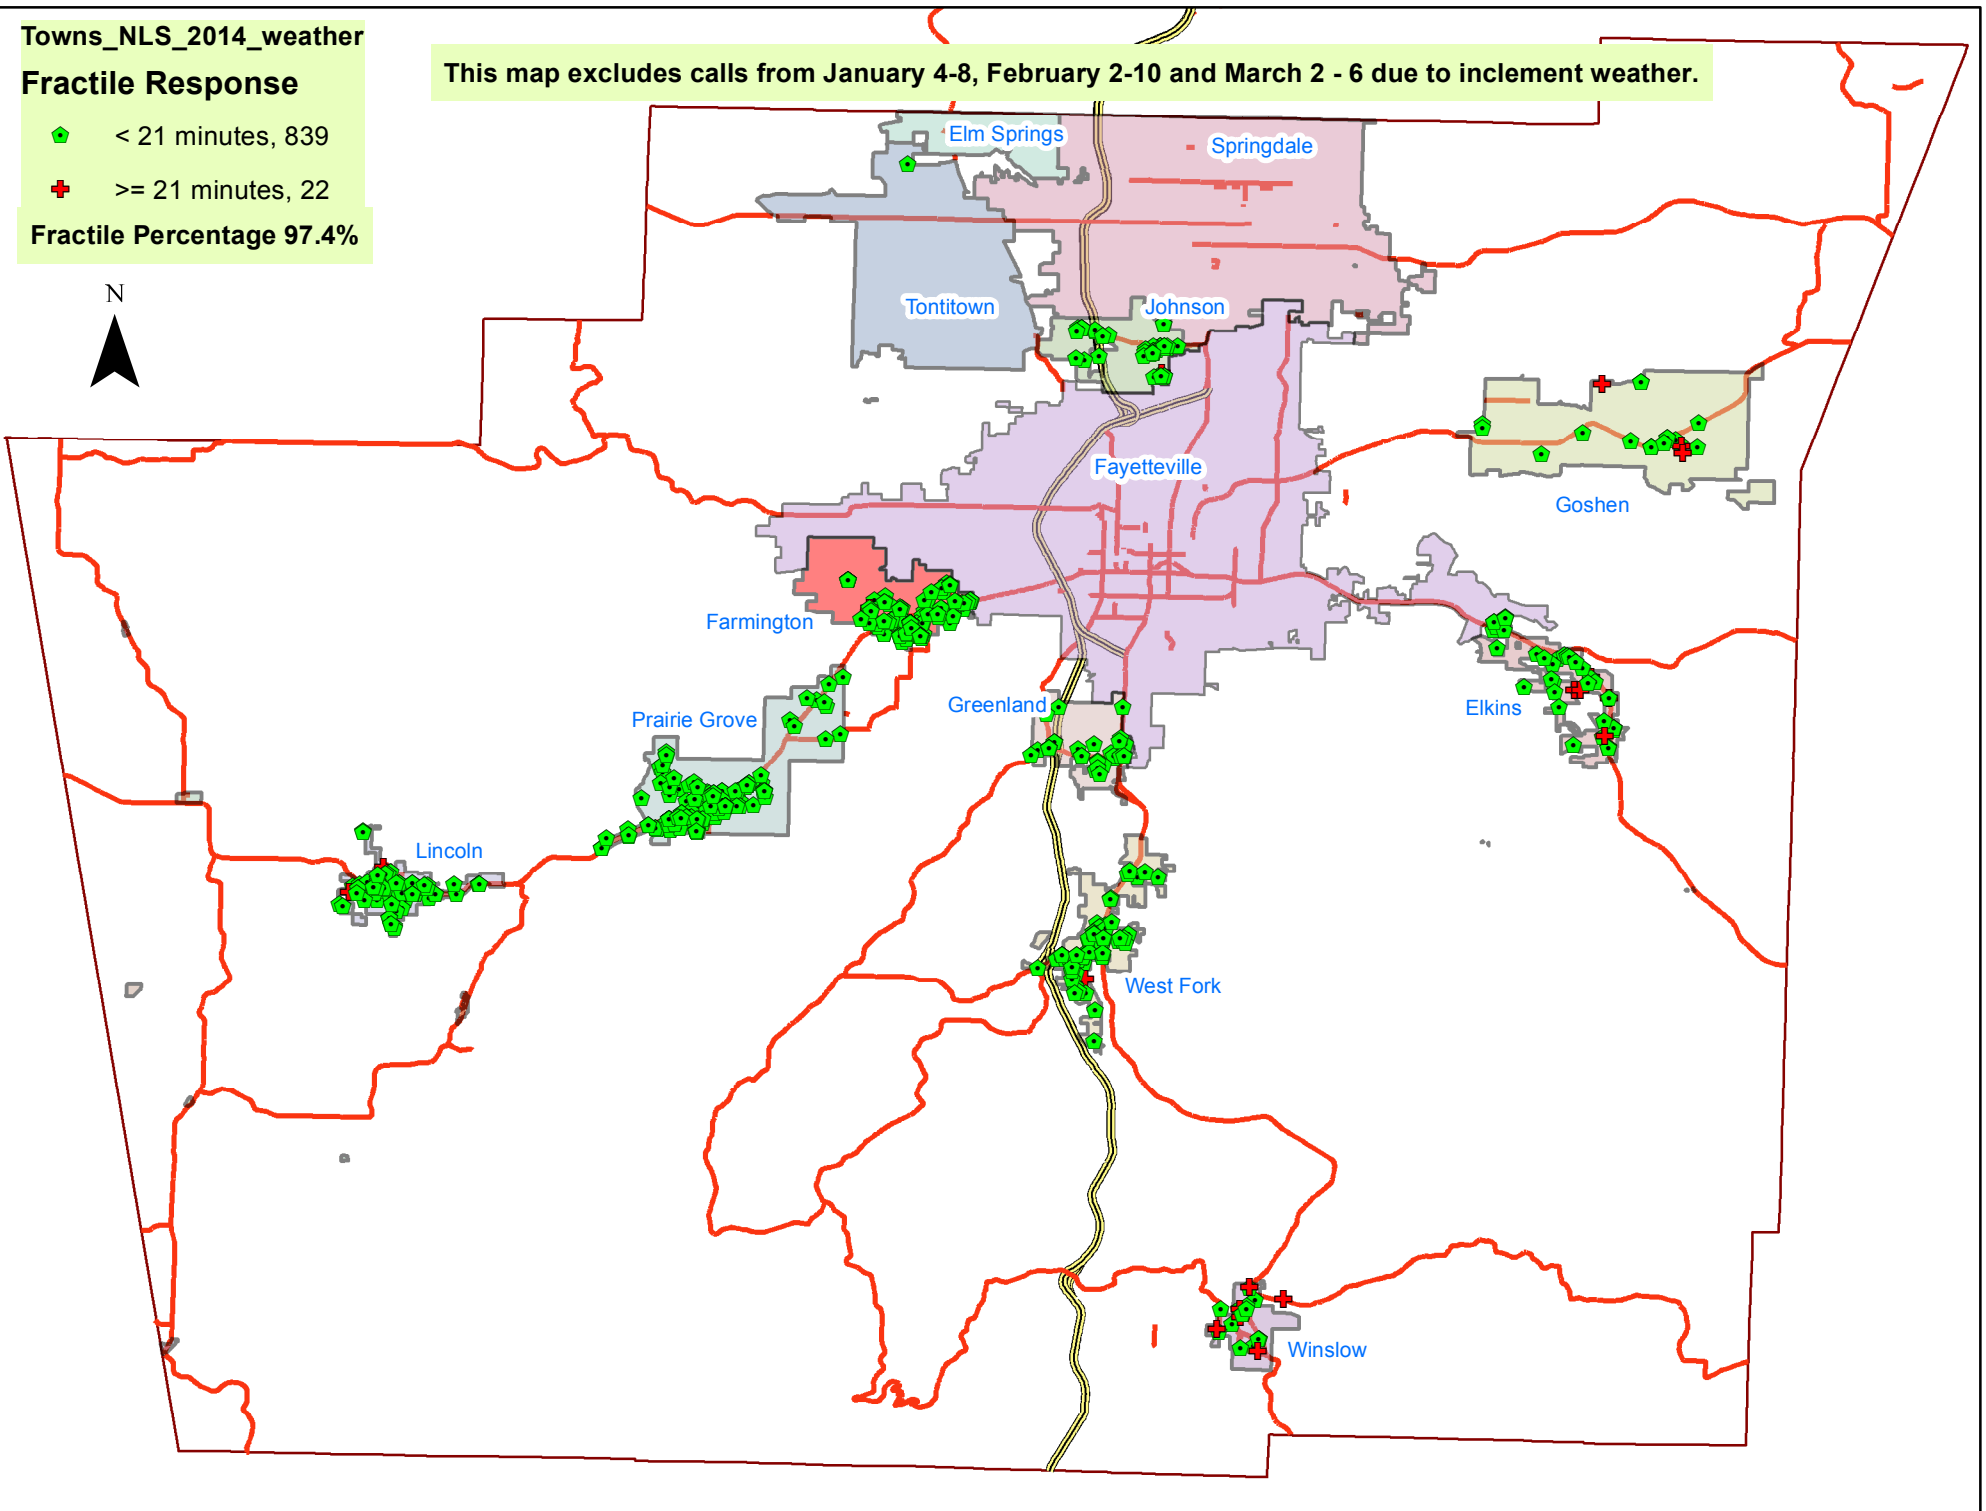 Towns_NLS_2014_weather
Fractile Response
< 21 minutes, 839
>= 21 minutes, 22
Fractile Percentage 97.4%
This map excludes calls from January 4-8, February 2-10 and March 2 - 6 due to inclement weather.
N
Elm Springs
Springdale
Tontitown
Johnson
Fayetteville
Goshen
Farmington
Prairie Grove
Greenland
Elkins
Lincoln
West Fork
Winslow